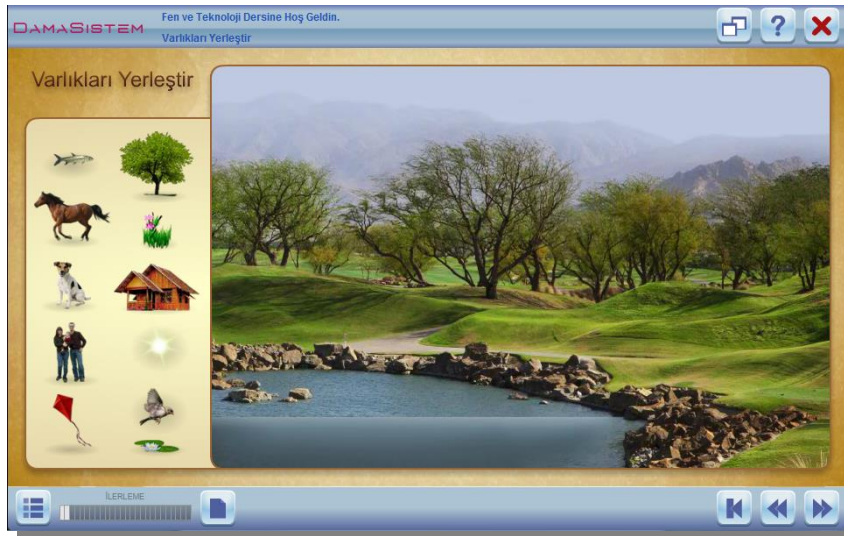 DAMASISTEM
Fen ve Teknoloji Dersine Hoş Geldin.
Varlıkları Yerleştir
Varlıkları Yerleştir
İLERLEME